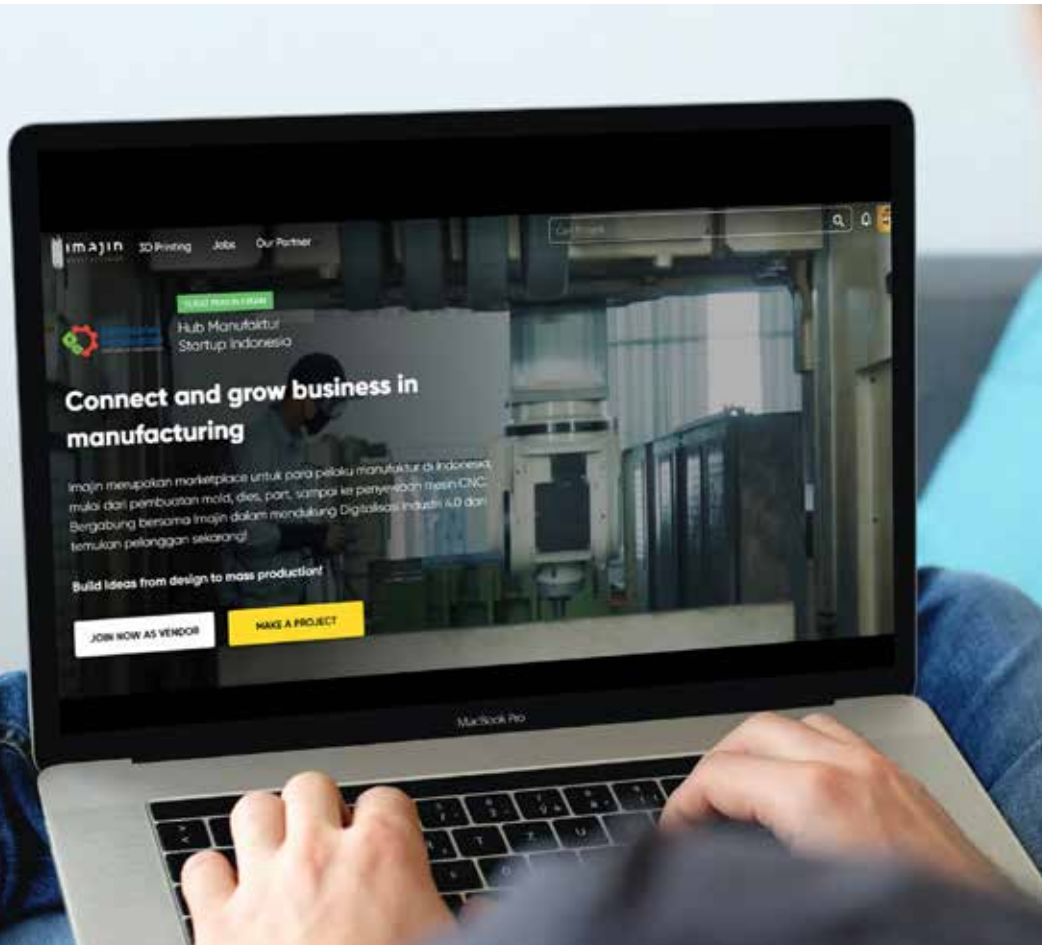 imajin 3D Printing Jobs Our Partner
Hub Manufaktur
Startup Indonesia
Connect and grow business in
manufacturing
Imajin merupakan marketplace untuk para pelaku manufaktur di Indonesia,
mulai dari pembuatan mold, dies, part, sampai ke penyewaan mesin CNC.
Bergabung bersama Imajin dalam mendukung Digitalisasi Industri 4.0 dan
temukan pelanggan sekarang!
Build Ideas from design to mass production!
JOIN NOW AS VENDOR MAKE A PROJECT
MacBook Pro